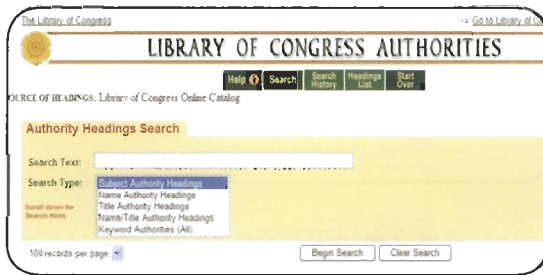 The Library of Congress
Go to Library of
LIBRARY OF CONGRESS AUTHORITIES
Help Search Search History Headings List Start Over
OURCE OF HEADINGS: Library of Congress Online Catalog
Authority Headings Search
Search Text:
Search Type:
Subject Authority Headings
Name Authority Headings
Title Authority Headings
Name/Title Authority Headings
Keyword Authorities (All)
Scroll down for
Search Hints
100 records per page
Begin Search Clear Search